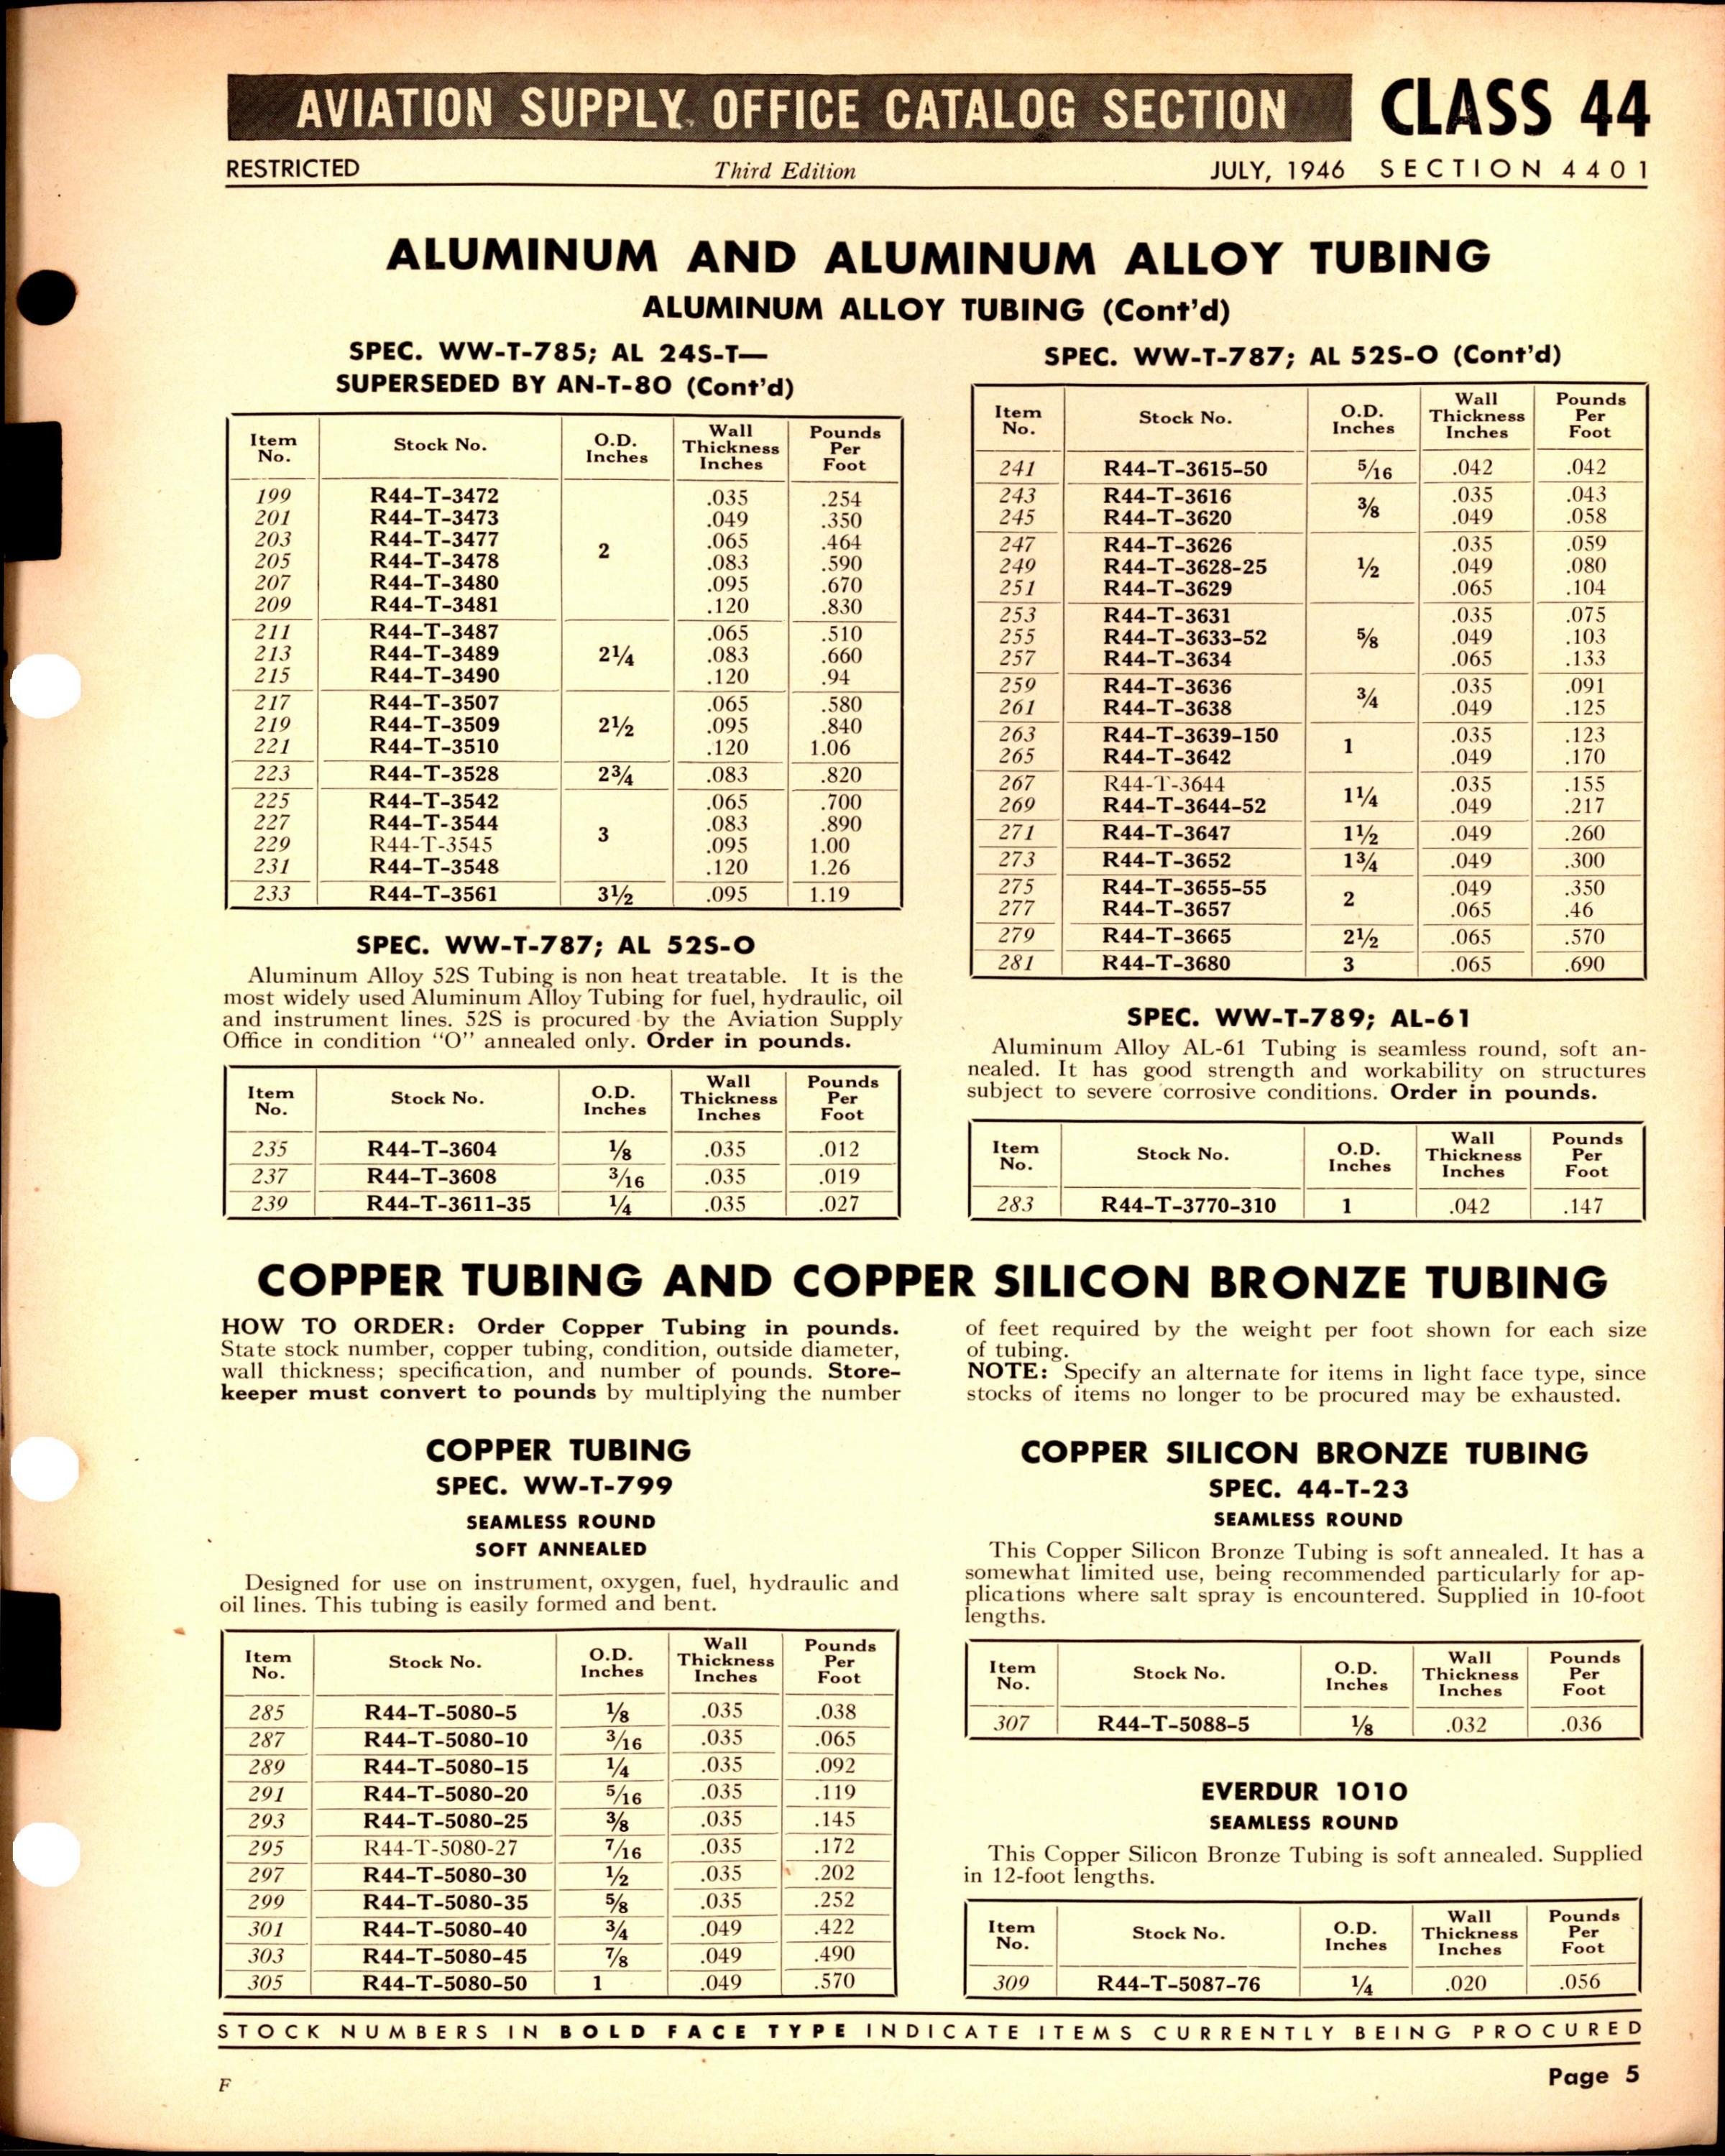 AVIATION SUPPLY OFFICE CATALOG SECTION CLASS 44
RESTRICTED Third Edition JULY, 1946 SECTION 4401
ALUMINUM AND ALUMINUM ALLOY TUBING
ALUMINUM ALLOY TUBING (Cont'd)
SPEC. WW-T-785; AL 24S-T—
SUPERSEDED BY AN-T-80 (Cont'd)
Item No. Stock No. O.D. Inches Wall Thickness Inches Pounds Per Foot
199 R44-T-3472 .035 .254
201 R44-T-3473 .049 .350
203 R44-T-3477 .065 .464
2
205 R44-T-3478 .083 .590
207 R44-T-3480 .095 .670
209 R44-T-3481 .120 .830
211 R44-T-3487 .065 .510
213 R44-T-3489 2¼ .083 .660
215 R44-T-3490 .120 .94
217 R44-T-3507 .065 .580
219 R44-T-3509 2½ .095 .840
221 R44-T-3510 .120 1.06
223 R44-T-3528 2¾ .083 .820
225 R44-T-3542 .065 .700
227 R44-T-3544 .083 .890
3
229 R44-T-3545 .095 1.00
231 R44-T-3548 .120 1.26
233 R44-T-3561 3½ .095 1.19
SPEC. WW-T-787; AL 52S-O
Aluminum Alloy 52S Tubing is non heat treatable. It is the
most widely used Aluminum Alloy Tubing for fuel, hydraulic, oil
and instrument lines. 52S is procured by the Aviation Supply
Office in condition "O" annealed only. Order in pounds.
Item No. Stock No. O.D. Inches Wall Thickness Inches Pounds Per Foot
235 R44-T-3604 ⅛ .035 .012
237 R44-T-3608 3/16 .035 .019
239 R44-T-3611-35 ¼ .035 .027
SPEC. WW-T-787; AL 52S-O (Cont'd)
Item No. Stock No. O.D. Inches Wall Thickness Inches Pounds Per Foot
241 R44-T-3615-50 5/16 .042 .042
243 R44-T-3616 .035 .043
⅜
245 R44-T-3620 .049 .058
247 R44-T-3626 .035 .059
249 R44-T-3628-25 ½ .049 .080
251 R44-T-3629 .065 .104
253 R44-T-3631 .035 .075
255 R44-T-3633-52 ⅝ .049 .103
257 R44-T-3634 .065 .133
259 R44-T-3636 .035 .091
¾
261 R44-T-3638 .049 .125
263 R44-T-3639-150 .035 .123
1
265 R44-T-3642 .049 .170
267 R44-T-3644 .035 .155
1¼
269 R44-T-3644-52 .049 .217
271 R44-T-3647 1½ .049 .260
273 R44-T-3652 1¾ .049 .300
275 R44-T-3655-55 .049 .350
2
277 R44-T-3657 .065 .46
279 R44-T-3665 2½ .065 .570
281 R44-T-3680 3 .065 .690
SPEC. WW-T-789; AL-61
Aluminum Alloy AL-61 Tubing is seamless round, soft an-
nealed. It has good strength and workability on structures
subject to severe corrosive conditions. Order in pounds.
Item No. Stock No. O.D. Inches Wall Thickness Inches Pounds Per Foot
283 R44-T-3770-310 1 .042 .147
COPPER TUBING AND COPPER SILICON BRONZE TUBING
HOW TO ORDER: Order Copper Tubing in pounds.
State stock number, copper tubing, condition, outside diameter,
wall thickness; specification, and number of pounds. Store-
keeper must convert to pounds by multiplying the number
of feet required by the weight per foot shown for each size
of tubing.
NOTE: Specify an alternate for items in light face type, since
stocks of items no longer to be procured may be exhausted.
COPPER TUBING
SPEC. WW-T-799
SEAMLESS ROUND
SOFT ANNEALED
Designed for use on instrument, oxygen, fuel, hydraulic and
oil lines. This tubing is easily formed and bent.
Item No. Stock No. O.D. Inches Wall Thickness Inches Pounds Per Foot
285 R44-T-5080-5 ⅛ .035 .038
287 R44-T-5080-10 3/16 .035 .065
289 R44-T-5080-15 ¼ .035 .092
291 R44-T-5080-20 5/16 .035 .119
293 R44-T-5080-25 ⅜ .035 .145
295 R44-T-5080-27 7/16 .035 .172
297 R44-T-5080-30 ½ .035 .202
299 R44-T-5080-35 ⅝ .035 .252
301 R44-T-5080-40 ¾ .049 .422
303 R44-T-5080-45 ⅞ .049 .490
305 R44-T-5080-50 1 .049 .570
COPPER SILICON BRONZE TUBING
SPEC. 44-T-23
SEAMLESS ROUND
This Copper Silicon Bronze Tubing is soft annealed. It has a
somewhat limited use, being recommended particularly for ap-
plications where salt spray is encountered. Supplied in 10-foot
lengths.
Item No. Stock No. O.D. Inches Wall Thickness Inches Pounds Per Foot
307 R44-T-5088-5 ⅛ .032 .036
EVERDUR 1010
SEAMLESS ROUND
This Copper Silicon Bronze Tubing is soft annealed. Supplied
in 12-foot lengths.
Item No. Stock No. O.D. Inches Wall Thickness Inches Pounds Per Foot
309 R44-T-5087-76 ¼ .020 .056
STOCK NUMBERS IN BOLD FACE TYPE INDICATE ITEMS CURRENTLY BEING PROCURED
F Page 5